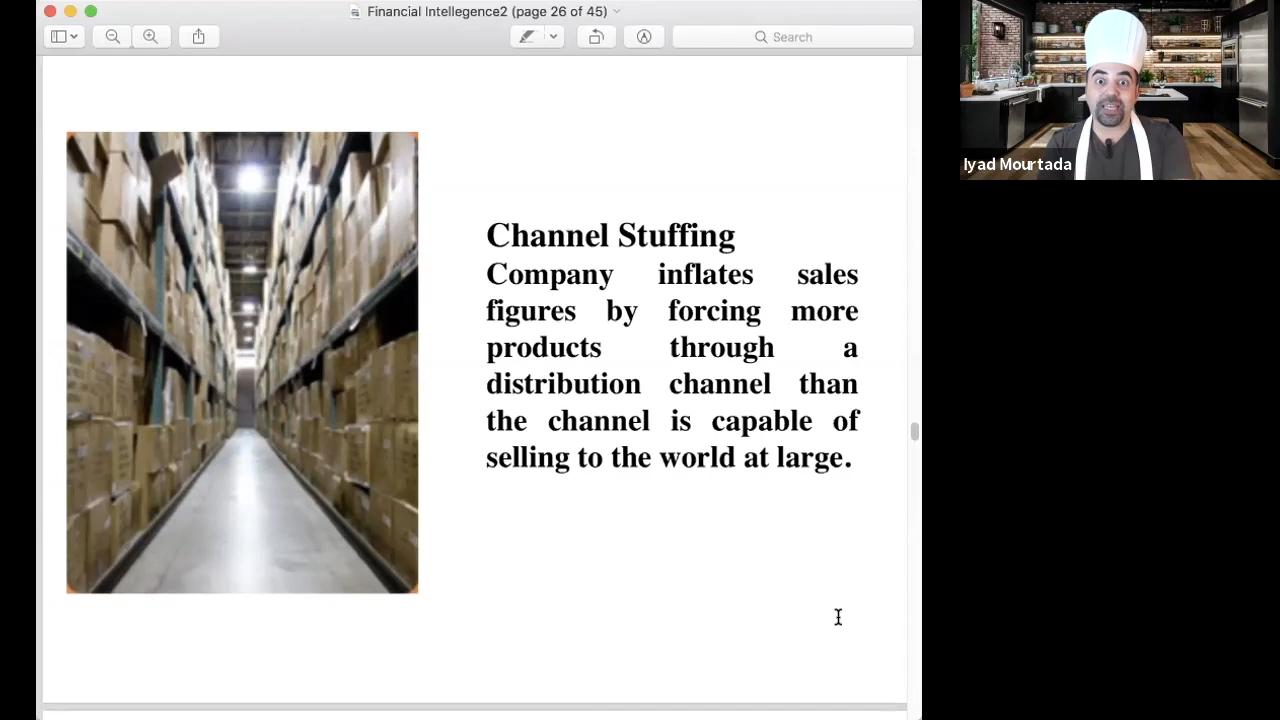 Financial Intellegence2 (page 26 of 45)
Search
Iyad Mourtada
Channel Stuffing
Company inflates sales
figures by forcing more
products through a
distribution channel than
the channel is capable of
selling to the world at large.